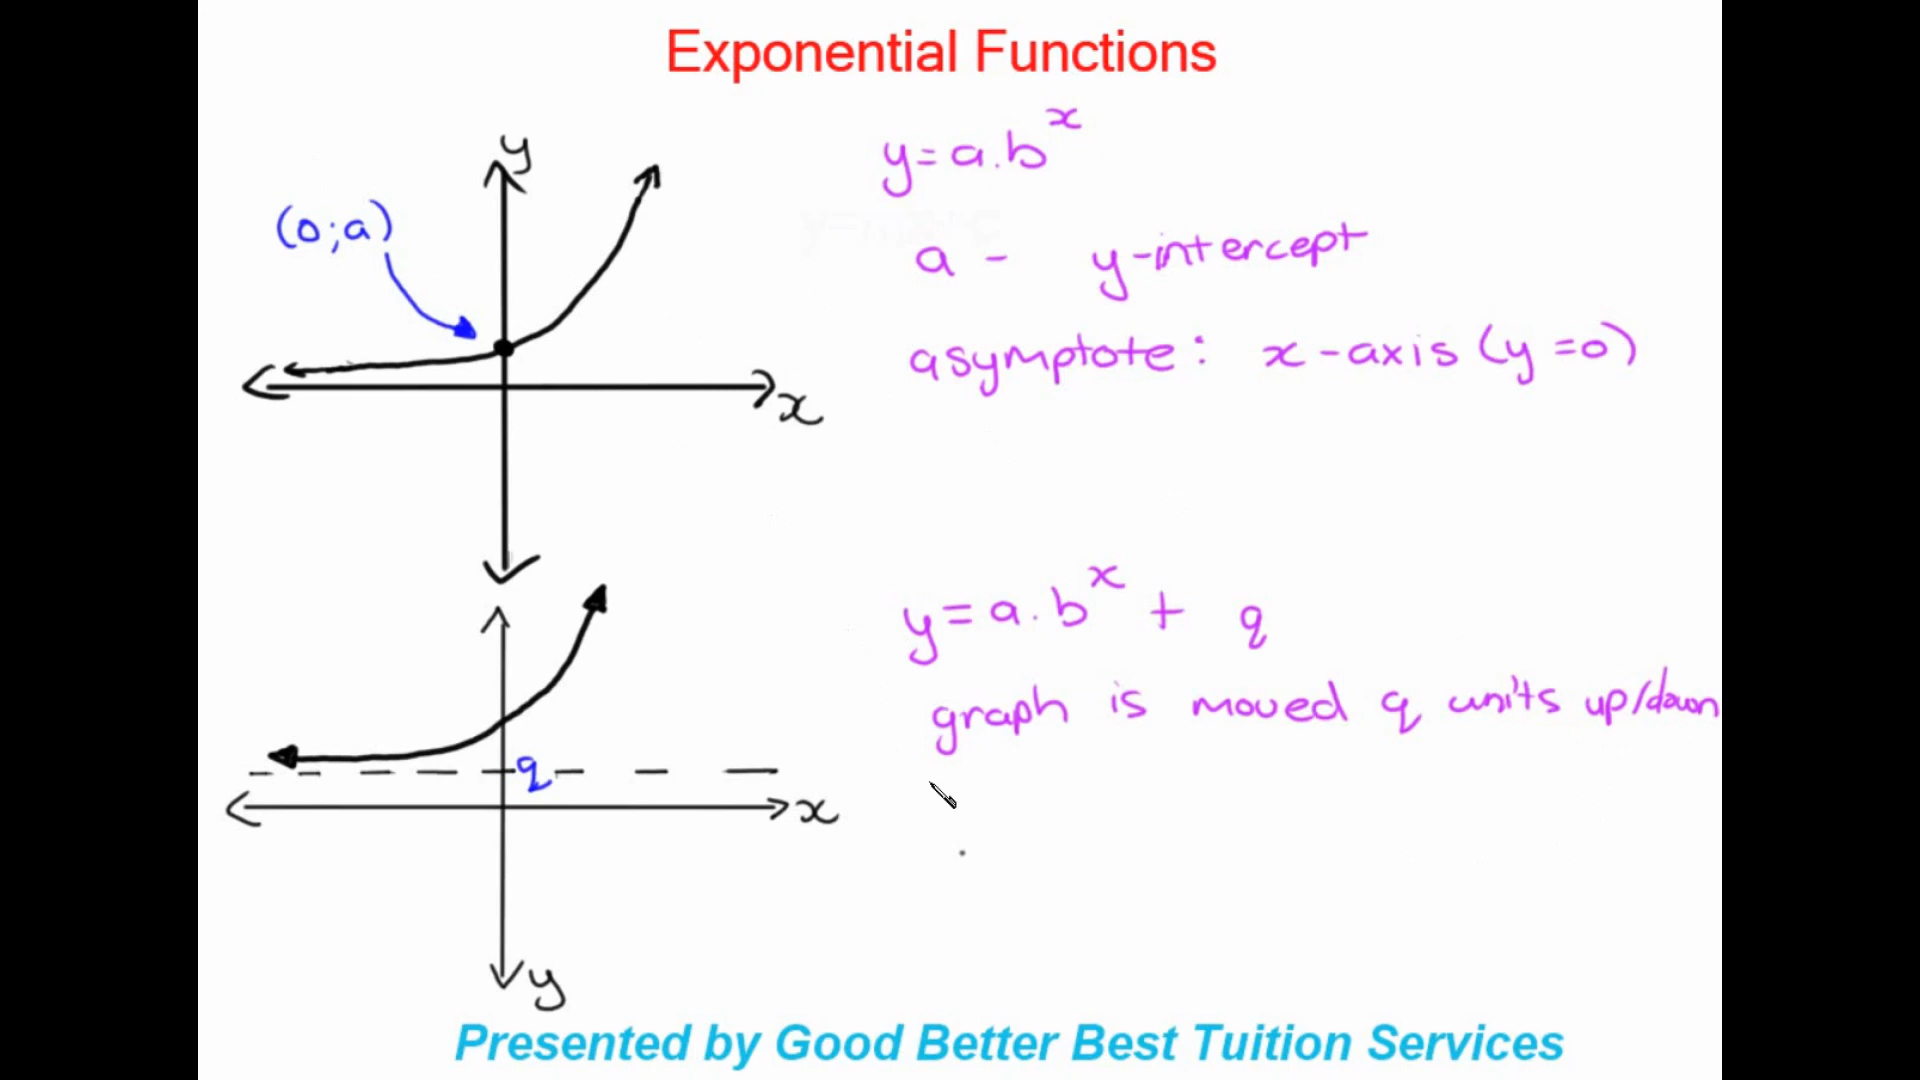 Exponential Functions
y
(0;a)
x
y=a.b^x
a - y-intercept
asymptote: x-axis (y=0)
q
x
y
y=a.b^x + q
graph is moved q units up/down
Presented by Good Better Best Tuition Services